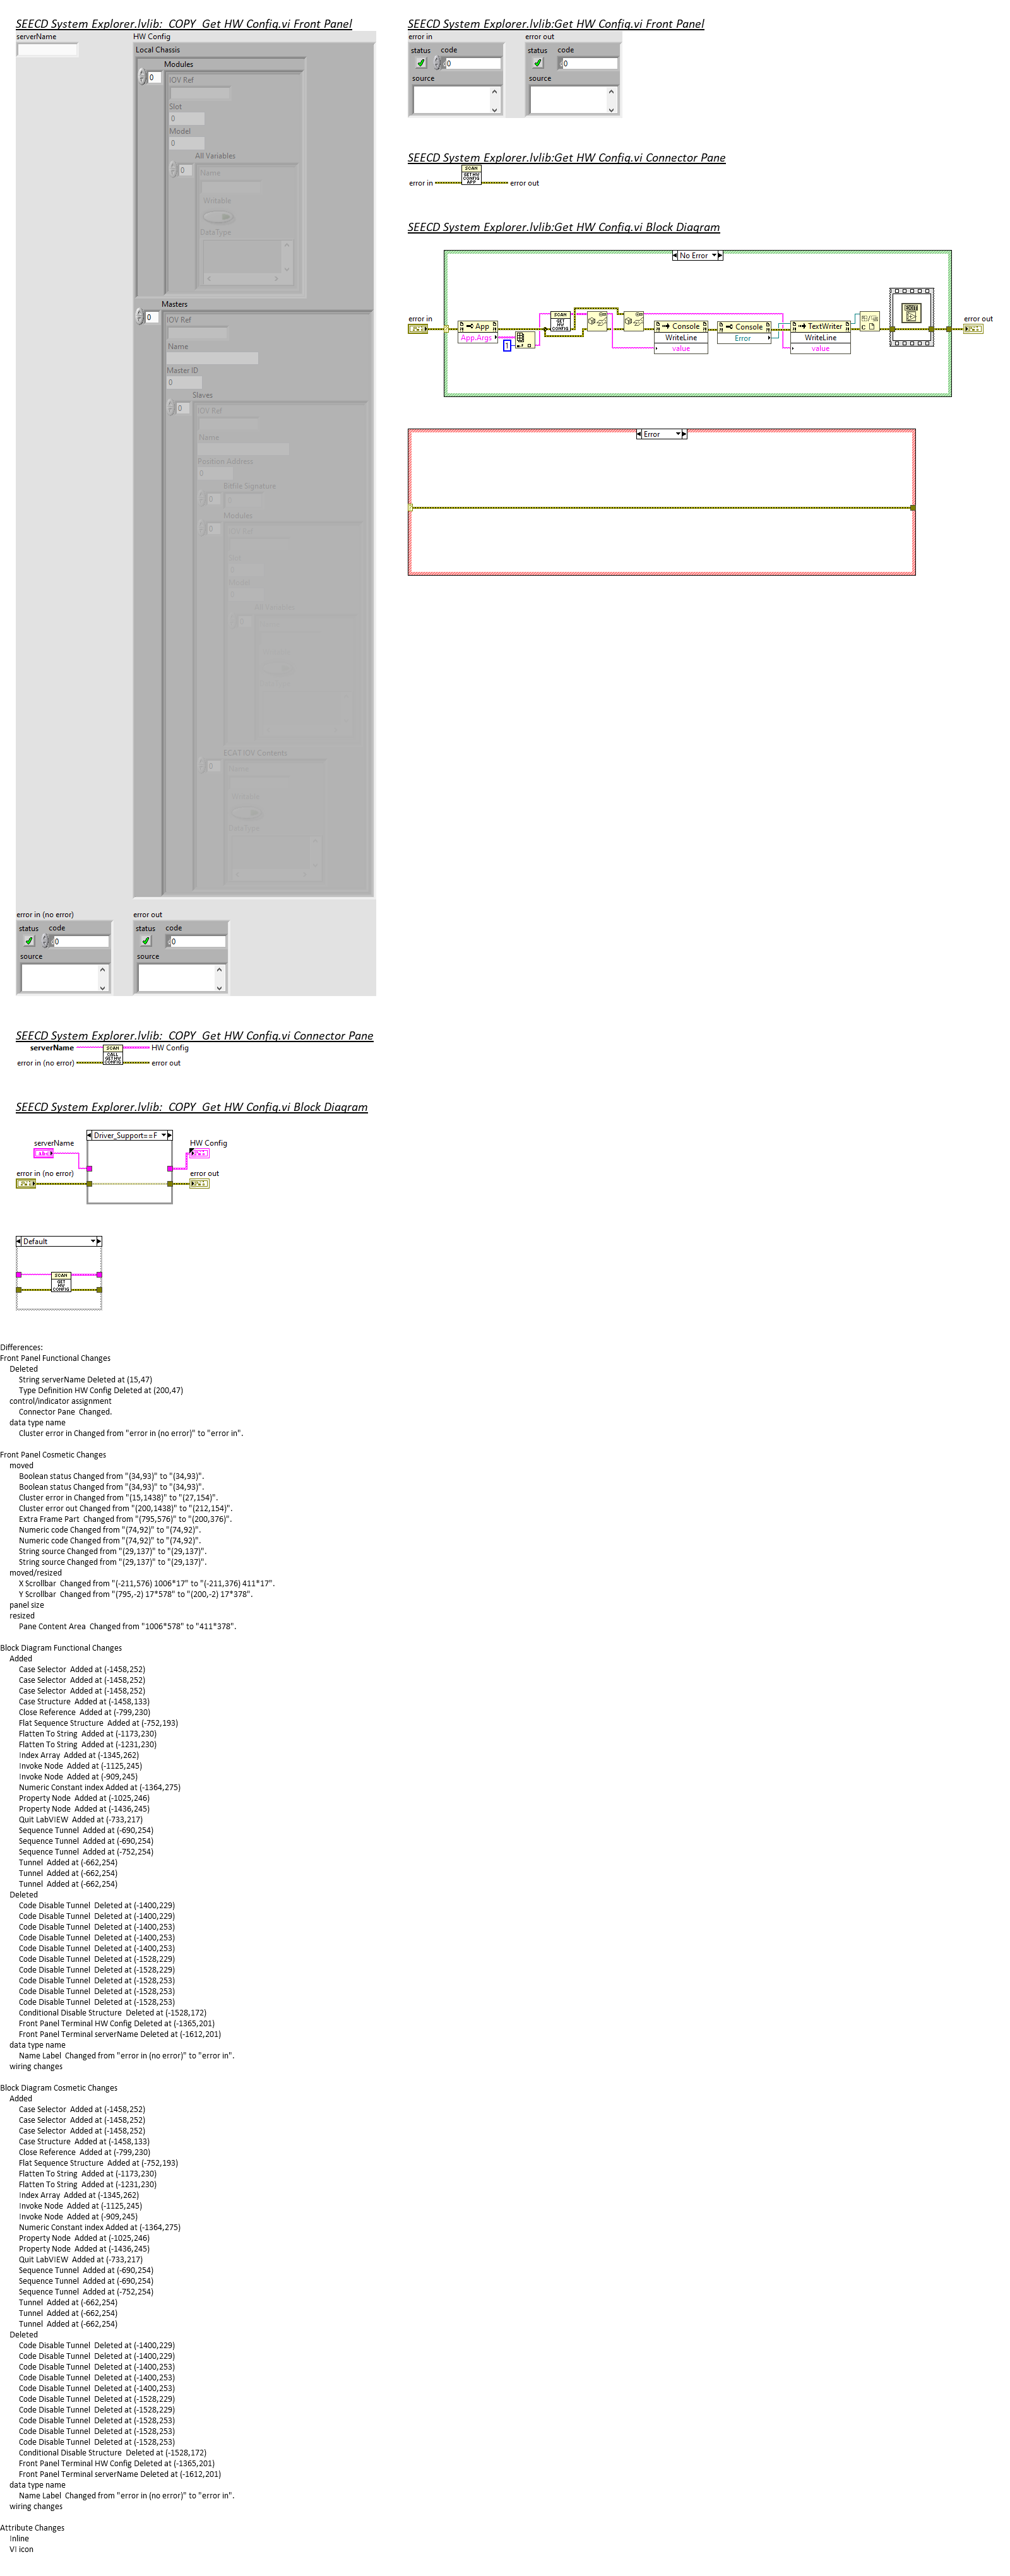 SEECD System Explorer.lvlib:_COPY_Get HW Config.vi Front Panel
serverName
HW Config
Local Chassis
Modules
0
IOV Ref
Slot
0
Model
0
All Variables
0
Name
Writable
DataType
Masters
0
IOV Ref
Name
Master ID
0
Slaves
0
IOV Ref
Name
Position Address
0
Bitfile Signature
0
Modules
0
ECAT IOV Contents
0
error in (no error)
status code
0
source
error out
status code
0
source
SEECD System Explorer.lvlib:_COPY_Get HW Config.vi Connector Pane
serverName
HW Config
error in (no error)
error out
SCAN
CALL
GET HW
CONFIG
SEECD System Explorer.lvlib:_COPY_Get HW Config.vi Block Diagram
Driver_Support==F
serverName
HW Config
abc
error in (no error)
error out
Default
SCAN
GET
HW
CONFIG
SEECD System Explorer.lvlib:Get HW Config.vi Front Panel
error in
status code
0
source
error out
status code
0
source
SEECD System Explorer.lvlib:Get HW Config.vi Connector Pane
SCAN
GET HW
CONFIG
APP
error in
error out
SEECD System Explorer.lvlib:Get HW Config.vi Block Diagram
No Error
error in
App
App.Args
1
SCAN
GET
HW
CONFIG
Console
WriteLine
value
Console
Error
TextWriter
WriteLine
value
error out
Error
Differences:
Front Panel Functional Changes
Deleted
String serverName Deleted at (15,47)
Type Definition HW Config Deleted at (200,47)
control/indicator assignment
Connector Pane  Changed.
data type name
Cluster error in Changed from "error in (no error)" to "error in".
Front Panel Cosmetic Changes
moved
Boolean status Changed from "(34,93)" to "(34,93)".
Boolean status Changed from "(34,93)" to "(34,93)".
Cluster error in Changed from "(15,1438)" to "(27,154)".
Cluster error out Changed from "(200,1438)" to "(212,154)".
Extra Frame Part  Changed from "(795,576)" to "(200,376)".
Numeric code Changed from "(74,92)" to "(74,92)".
Numeric code Changed from "(74,92)" to "(74,92)".
String source Changed from "(29,137)" to "(29,137)".
String source Changed from "(29,137)" to "(29,137)".
moved/resized
X Scrollbar  Changed from "(-211,576) 1006*17" to "(-211,376) 411*17".
Y Scrollbar  Changed from "(795,-2) 17*578" to "(200,-2) 17*378".
panel size
resized
Pane Content Area  Changed from "1006*578" to "411*378".
Block Diagram Functional Changes
Added
Case Selector  Added at (-1458,252)
Case Selector  Added at (-1458,252)
Case Selector  Added at (-1458,252)
Case Structure  Added at (-1458,133)
Close Reference  Added at (-799,230)
Flat Sequence Structure  Added at (-752,193)
Flatten To String  Added at (-1173,230)
Flatten To String  Added at (-1231,230)
Index Array  Added at (-1345,262)
Invoke Node  Added at (-1125,245)
Invoke Node  Added at (-909,245)
Numeric Constant index Added at (-1364,275)
Property Node  Added at (-1025,246)
Property Node  Added at (-1436,245)
Quit LabVIEW  Added at (-733,217)
Sequence Tunnel  Added at (-690,254)
Sequence Tunnel  Added at (-690,254)
Sequence Tunnel  Added at (-752,254)
Tunnel  Added at (-662,254)
Tunnel  Added at (-662,254)
Tunnel  Added at (-662,254)
Deleted
Code Disable Tunnel  Deleted at (-1400,229)
Code Disable Tunnel  Deleted at (-1400,229)
Code Disable Tunnel  Deleted at (-1400,253)
Code Disable Tunnel  Deleted at (-1400,253)
Code Disable Tunnel  Deleted at (-1400,253)
Code Disable Tunnel  Deleted at (-1528,229)
Code Disable Tunnel  Deleted at (-1528,229)
Code Disable Tunnel  Deleted at (-1528,253)
Code Disable Tunnel  Deleted at (-1528,253)
Code Disable Tunnel  Deleted at (-1528,253)
Conditional Disable Structure  Deleted at (-1528,172)
Front Panel Terminal HW Config Deleted at (-1365,201)
Front Panel Terminal serverName Deleted at (-1612,201)
data type name
Name Label  Changed from "error in (no error)" to "error in".
wiring changes
Block Diagram Cosmetic Changes
Added
Case Selector  Added at (-1458,252)
Case Selector  Added at (-1458,252)
Case Selector  Added at (-1458,252)
Case Structure  Added at (-1458,133)
Close Reference  Added at (-799,230)
Flat Sequence Structure  Added at (-752,193)
Flatten To String  Added at (-1173,230)
Flatten To String  Added at (-1231,230)
Index Array  Added at (-1345,262)
Invoke Node  Added at (-1125,245)
Invoke Node  Added at (-909,245)
Numeric Constant index Added at (-1364,275)
Property Node  Added at (-1025,246)
Property Node  Added at (-1436,245)
Quit LabVIEW  Added at (-733,217)
Sequence Tunnel  Added at (-690,254)
Sequence Tunnel  Added at (-690,254)
Sequence Tunnel  Added at (-752,254)
Tunnel  Added at (-662,254)
Tunnel  Added at (-662,254)
Tunnel  Added at (-662,254)
Deleted
Code Disable Tunnel  Deleted at (-1400,229)
Code Disable Tunnel  Deleted at (-1400,229)
Code Disable Tunnel  Deleted at (-1400,253)
Code Disable Tunnel  Deleted at (-1400,253)
Code Disable Tunnel  Deleted at (-1400,253)
Code Disable Tunnel  Deleted at (-1528,229)
Code Disable Tunnel  Deleted at (-1528,229)
Code Disable Tunnel  Deleted at (-1528,253)
Code Disable Tunnel  Deleted at (-1528,253)
Code Disable Tunnel  Deleted at (-1528,253)
Conditional Disable Structure  Deleted at (-1528,172)
Front Panel Terminal HW Config Deleted at (-1365,201)
Front Panel Terminal serverName Deleted at (-1612,201)
data type name
Name Label  Changed from "error in (no error)" to "error in".
wiring changes
Attribute Changes
Inline
VI icon